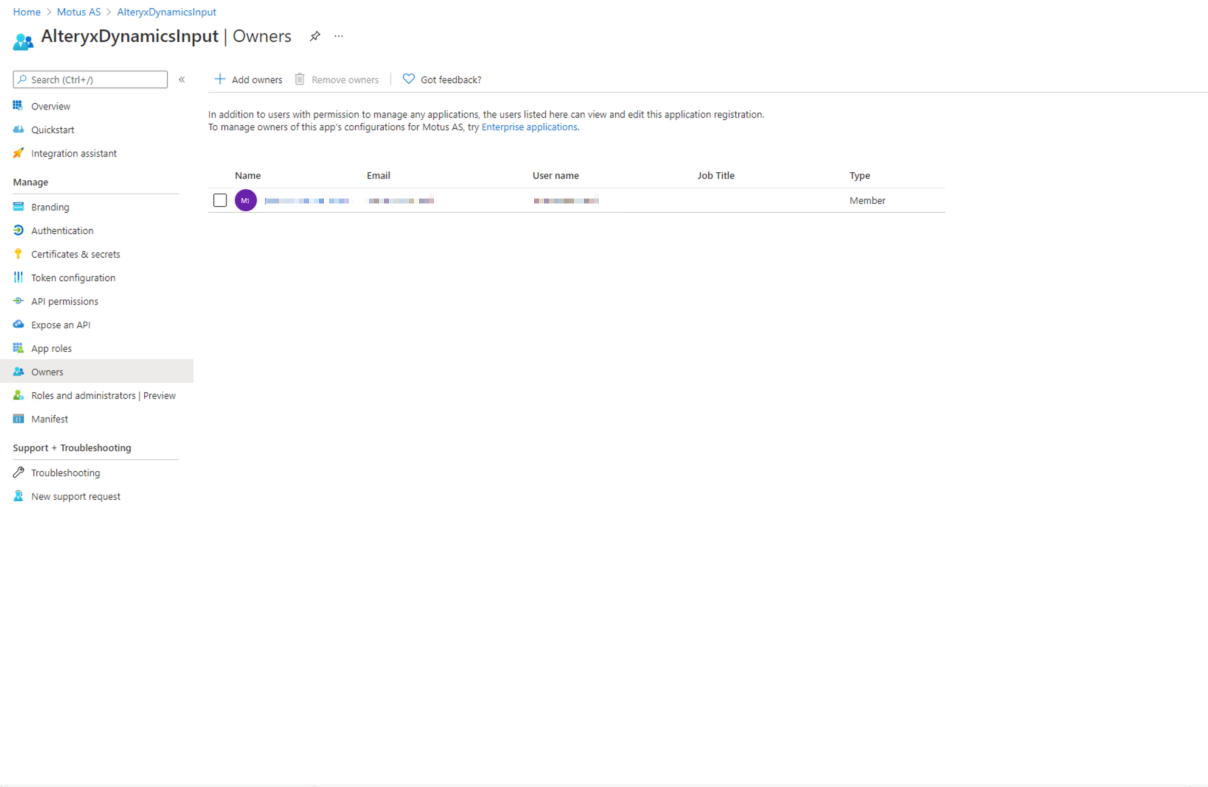 Home > Motus AS > AlteryxDynamicsInput
AlteryxDynamicsInput | Owners ...
Search (Ctrl+/) «
Add owners Remove owners Got feedback?
In addition to users with permission to manage any applications, the users listed here can view and edit this application registration.
To manage owners of this app's configurations for Motus AS, try Enterprise applications.
Name Email User name Job Title Type
MJ Member
Overview
Quickstart
Integration assistant
Manage
Branding
Authentication
Certificates & secrets
Token configuration
API permissions
Expose an API
App roles
Owners
Roles and administrators | Preview
Manifest
Support + Troubleshooting
Troubleshooting
New support request